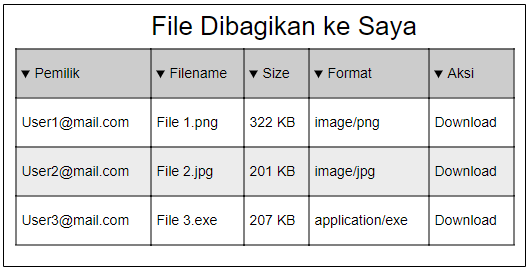 File Dibagikan ke Saya
Pemilik Filename Size Format Aksi
User1@mail.com File 1.png 322 KB image/png Download
User2@mail.com File 2.jpg 201 KB image/jpg Download
User3@mail.com File 3.exe 207 KB application/exe Download